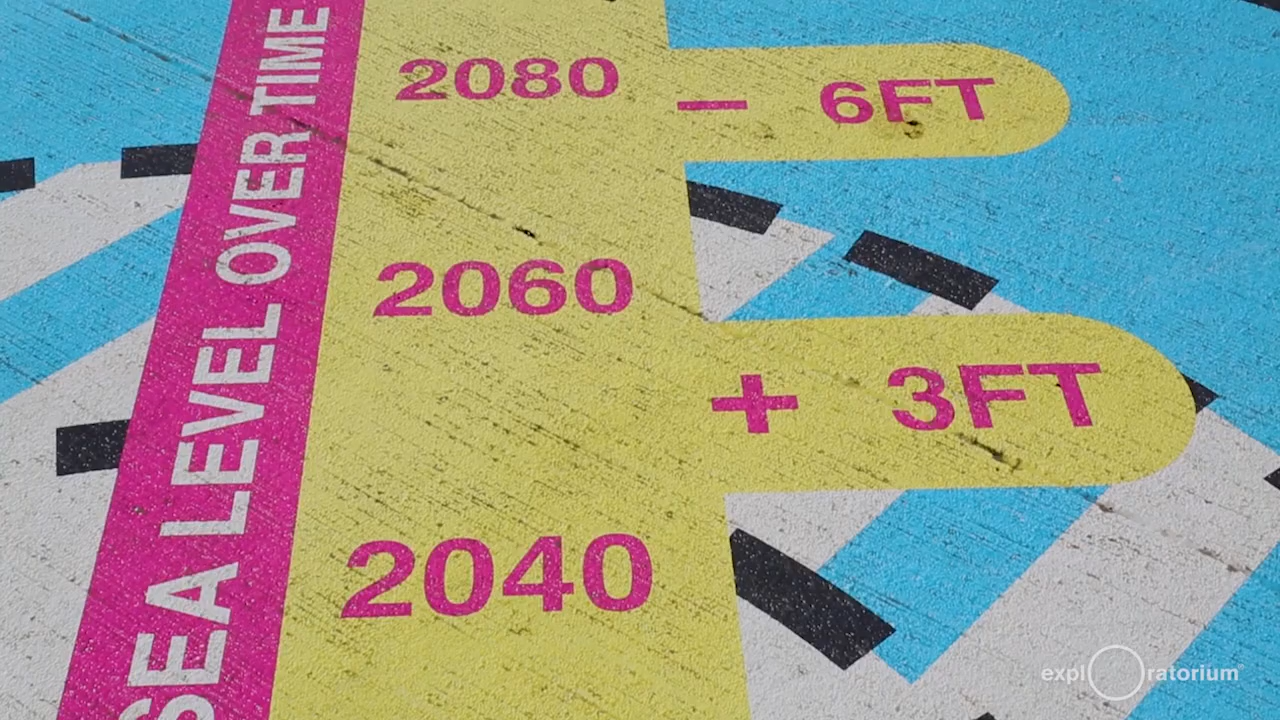 SEA LEVEL OVER TIME
2080
— 6FT
2060
+ 3FT
2040
exploratorium